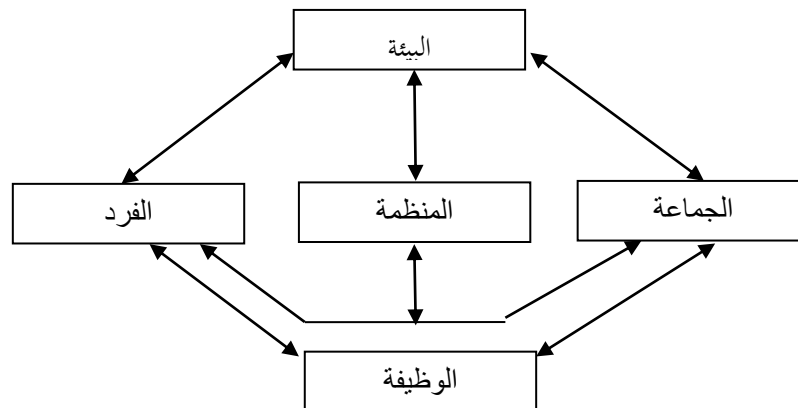 البيئة
الجماعة
المنظمة
الفرد
الوظيفة